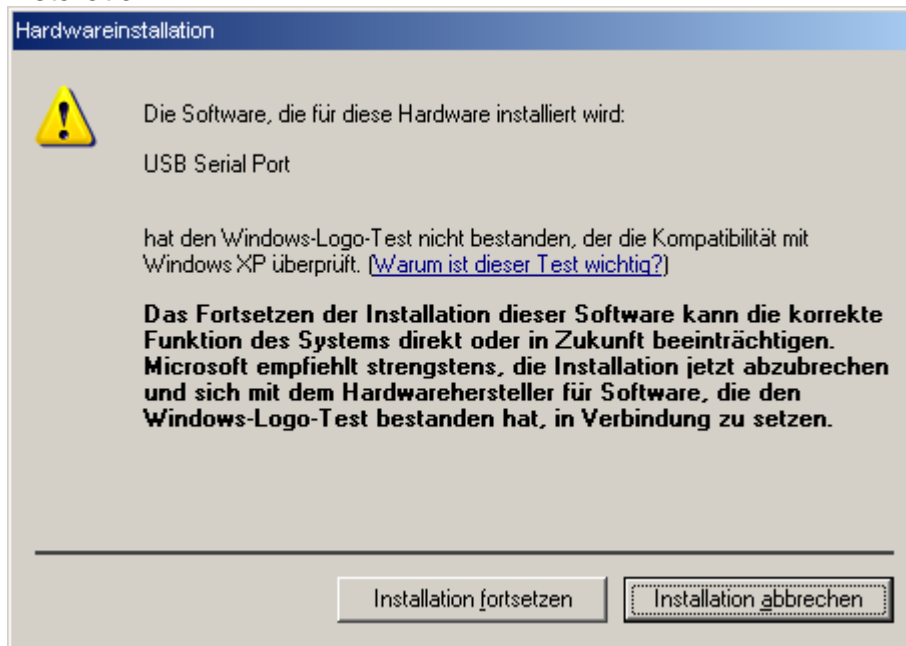 Hardwareinstallation
Die Software, die für diese Hardware installiert wird:
USB Serial Port
hat den Windows-Logo-Test nicht bestanden, der die Kompatibilität mit
Windows XP überprüft. (Warum ist dieser Test wichtig?)
Das Fortsetzen der Installation dieser Software kann die korrekte
Funktion des Systems direkt oder in Zukunft beeinträchtigen.
Microsoft empfiehlt strengstens, die Installation jetzt abzubrechen
und sich mit dem Hardwarehersteller für Software, die den
Windows-Logo-Test bestanden hat, in Verbindung zu setzen.
Installation fortsetzen
Installation abbrechen